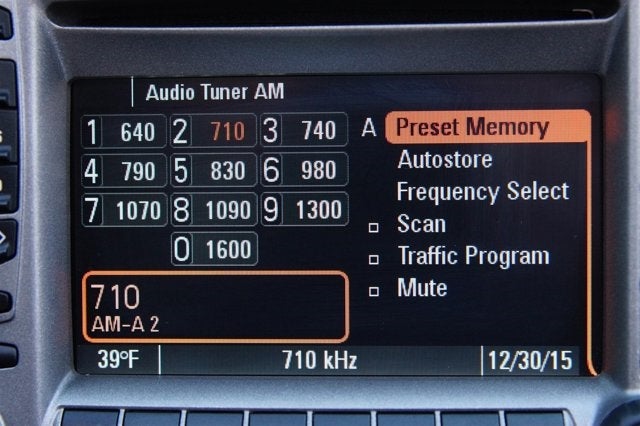 Audio Tuner AM
1 640 2 710 3 740
4 790 5 830 6 980
7 1070 8 1090 9 1300
0 1600
A Preset Memory
Autostore
Frequency Select
Scan
Traffic Program
Mute
710
AM-A 2
39°F 710 kHz 12/30/15